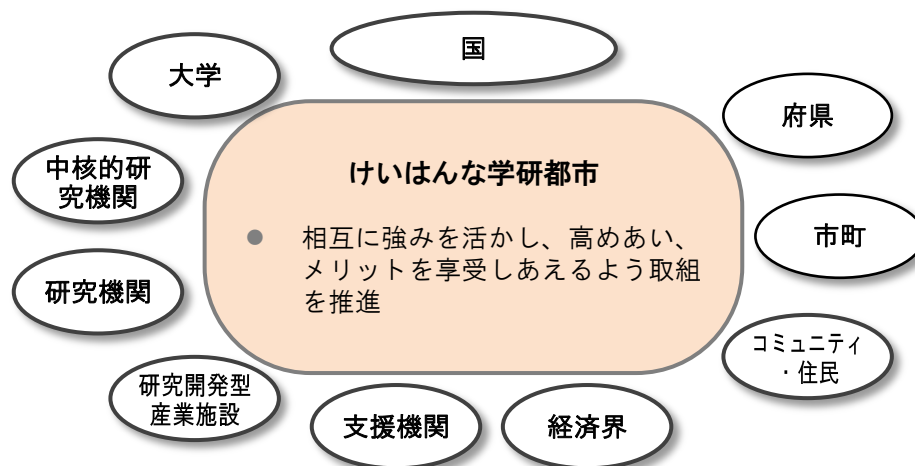 国
大学
府県
中核的研
究機関
けいはんな学研都市
市町
● 相互に強みを活かし、高めあい、
メリットを享受しあえるよう取組
を推進
研究機関
コミュニティ
・住民
研究開発型
産業施設
支援機関
経済界